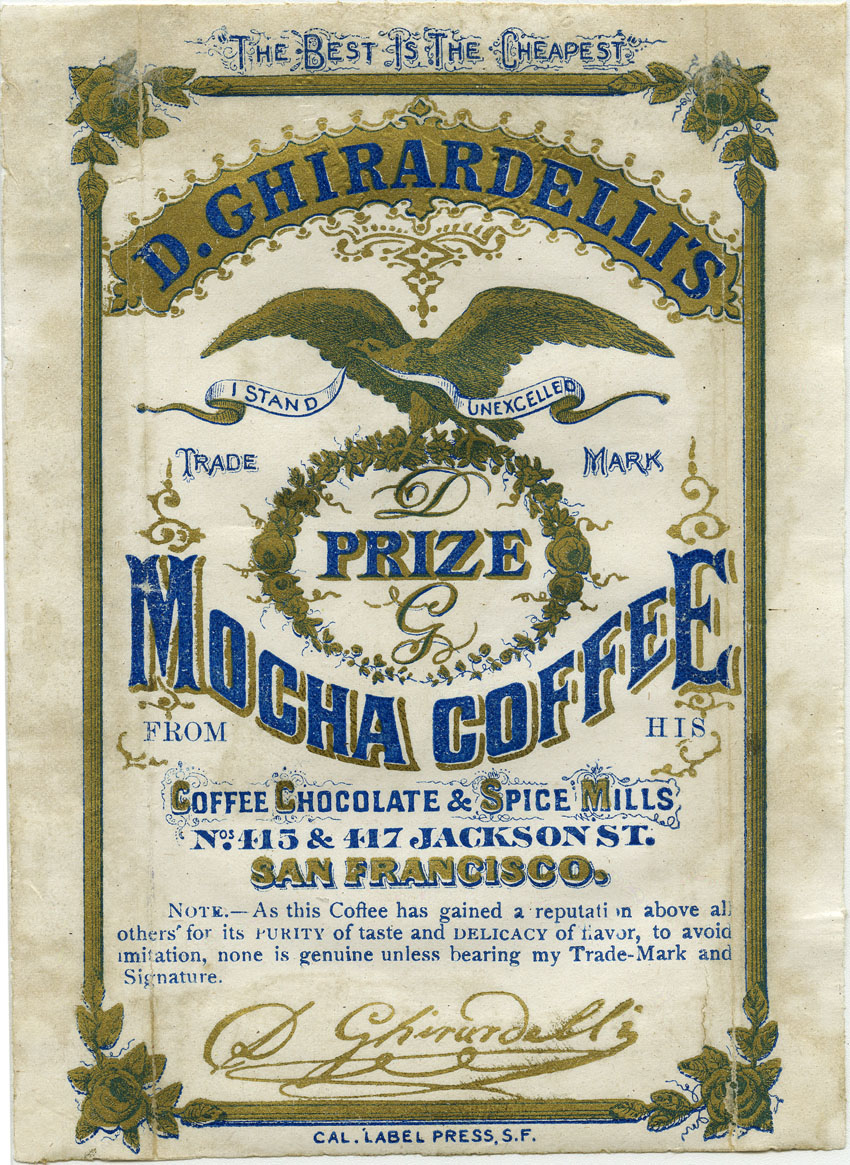 "THE BEST IS THE CHEAPEST"
D. GHIRARDELLI'S
I STAND UNEXCELLED
TRADE MARK
D
PRIZE
G
MOCHA COFFEE
FROM HIS
COFFEE CHOCOLATE & SPICE MILLS,
Nos. 415 & 417 JACKSON ST.
SAN FRANCISCO.
NOTE.—As this Coffee has gained a reputation above all
others' for its PURITY of taste and DELICACY of flavor, to avoid
imitation, none is genuine unless bearing my Trade-Mark and
Signature.
D Ghirardelli
CAL. LABEL PRESS, S.F.